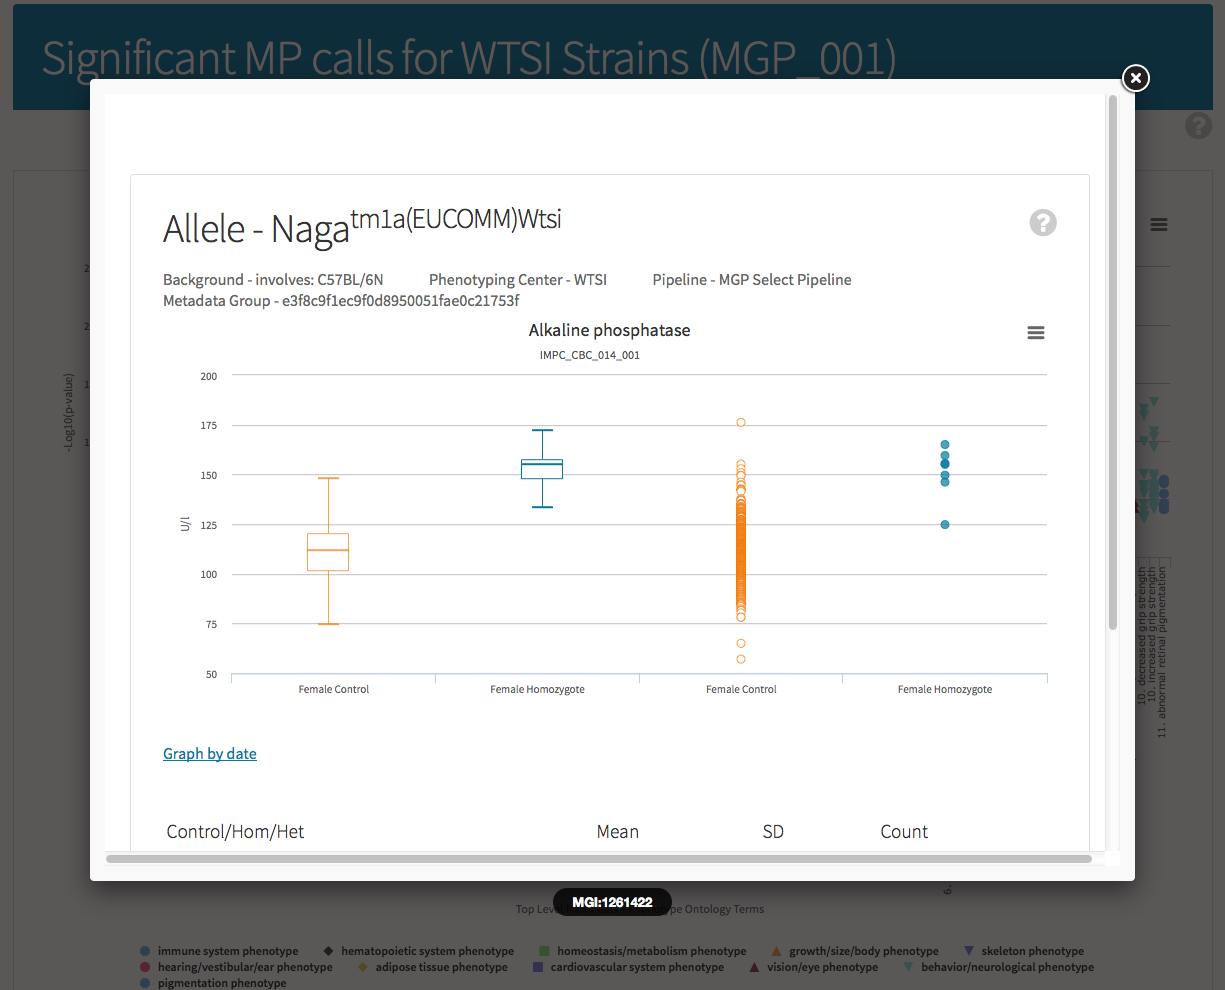 Significant MP calls for WTSI Strains (MGP_001)
Allele - Nagatm1a(EUCOMM)Wtsi
Background - involves: C57BL/6N Phenotyping Center - WTSI Pipeline - MGP Select Pipeline
Metadata Group - e3f8c9f1ec9f0d8950051fae0c21753f
Alkaline phosphatase
IMPC_CBC_014_001
200
175
150
125
100
75
50
U/l
Female Control Female Homozygote Female Control Female Homozygote
Graph by date
Control/Hom/Het Mean SD Count
-Log10(p-value)
10. decreased grip strength
10. increased grip strength
11. abnormal retinal pigmentation
6.
MGI:1261422
Top Ontology Terms
immune system phenotype hematopoietic system phenotype homeostasis/metabolism phenotype growth/size/body phenotype skeleton phenotype
hearing/vestibular/ear phenotype adipose tissue phenotype cardiovascular system phenotype vision/eye phenotype behavior/neurological phenotype
pigmentation phenotype